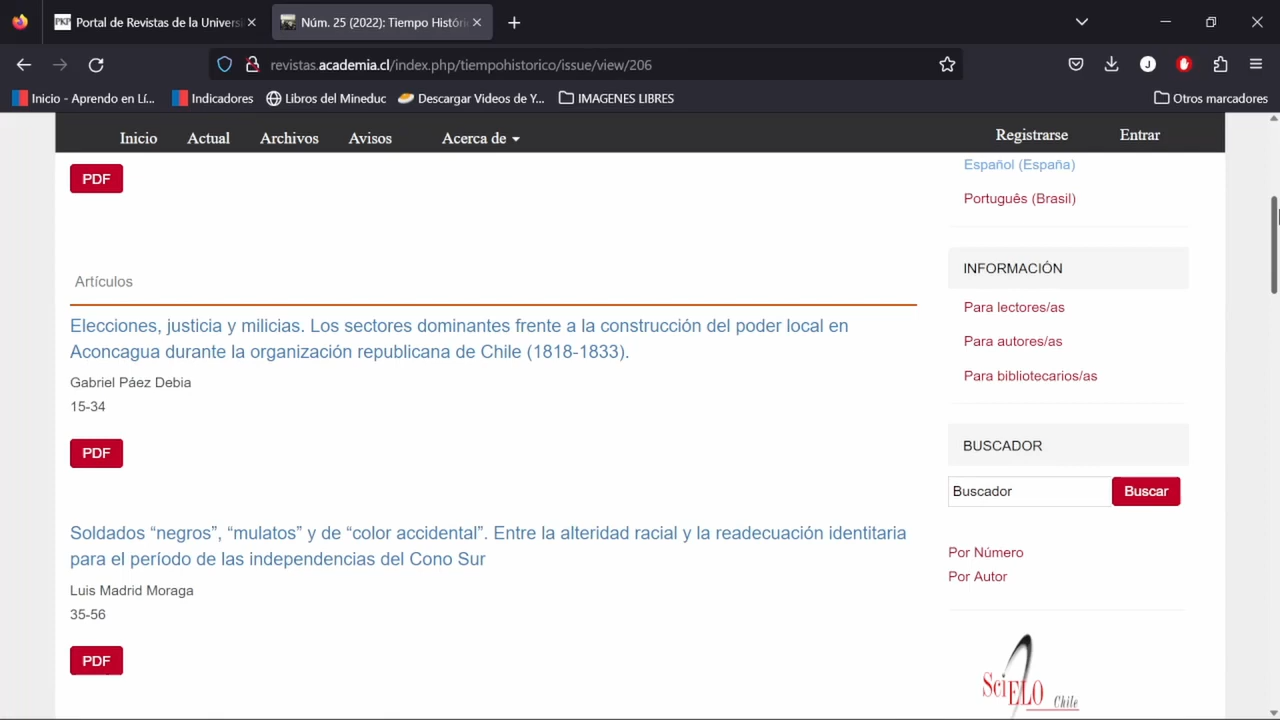 PKP Portal de Revistas de la Universi
Núm. 25 (2022): Tiempo Históri
revistas.academia.cl/index.php/tiempohistorico/issue/view/206
J
Inicio - Aprendo en Lí...
Indicadores
Libros del Mineduc
Descargar Videos de Y...
IMAGENES LIBRES
Otros marcadores
Inicio
Actual
Archivos
Avisos
Acerca de
Registrarse
Entrar
PDF
Artículos
Elecciones, justicia y milicias. Los sectores dominantes frente a la construcción del poder local en
Aconcagua durante la organización republicana de Chile (1818-1833).
Gabriel Páez Debia
15-34
PDF
Soldados “negros”, “mulatos” y de “color accidental”. Entre la alteridad racial y la readecuación identitaria
para el período de las independencias del Cono Sur
Luis Madrid Moraga
35-56
PDF
Español (España)
Português (Brasil)
INFORMACIÓN
Para lectores/as
Para autores/as
Para bibliotecarios/as
BUSCADOR
Buscador
Buscar
Por Número
Por Autor
SciELO Chile